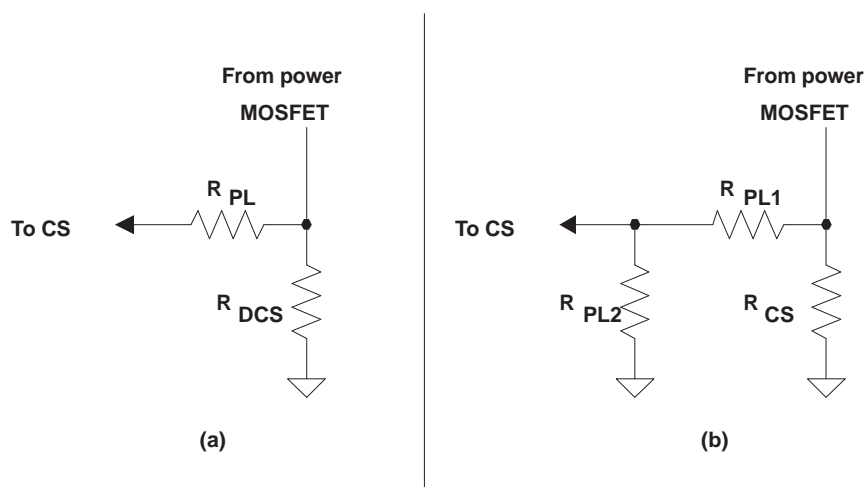 From power
MOSFET
R PL
To CS
R DCS
(a)
From power
MOSFET
R PL1
To CS
R PL2
R CS
(b)